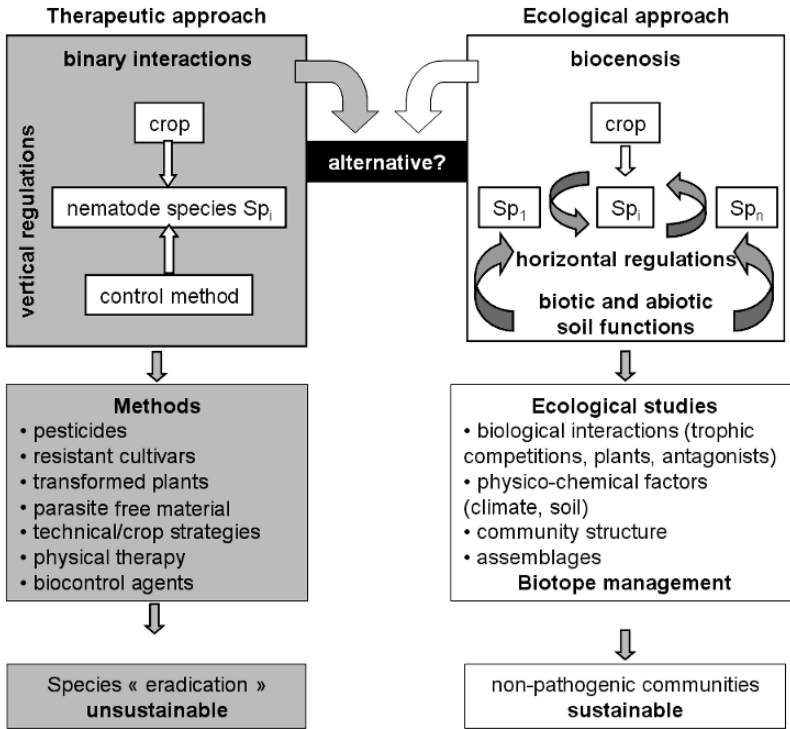 Therapeutic approach
binary interactions
vertical regulations
crop
nematode species Spi
control method
Methods
• pesticides
• resistant cultivars
• transformed plants
• parasite free material
• technical/crop strategies
• physical therapy
• biocontrol agents
Species « eradication »
unsustainable
alternative?
Ecological approach
biocenosis
crop
Sp1
Spi
Spn
horizontal regulations
biotic and abiotic
soil functions
Ecological studies
• biological interactions (trophic
competitions, plants, antagonists)
• physico-chemical factors
(climate, soil)
• community structure
• assemblages
Biotope management
non-pathogenic communities
sustainable